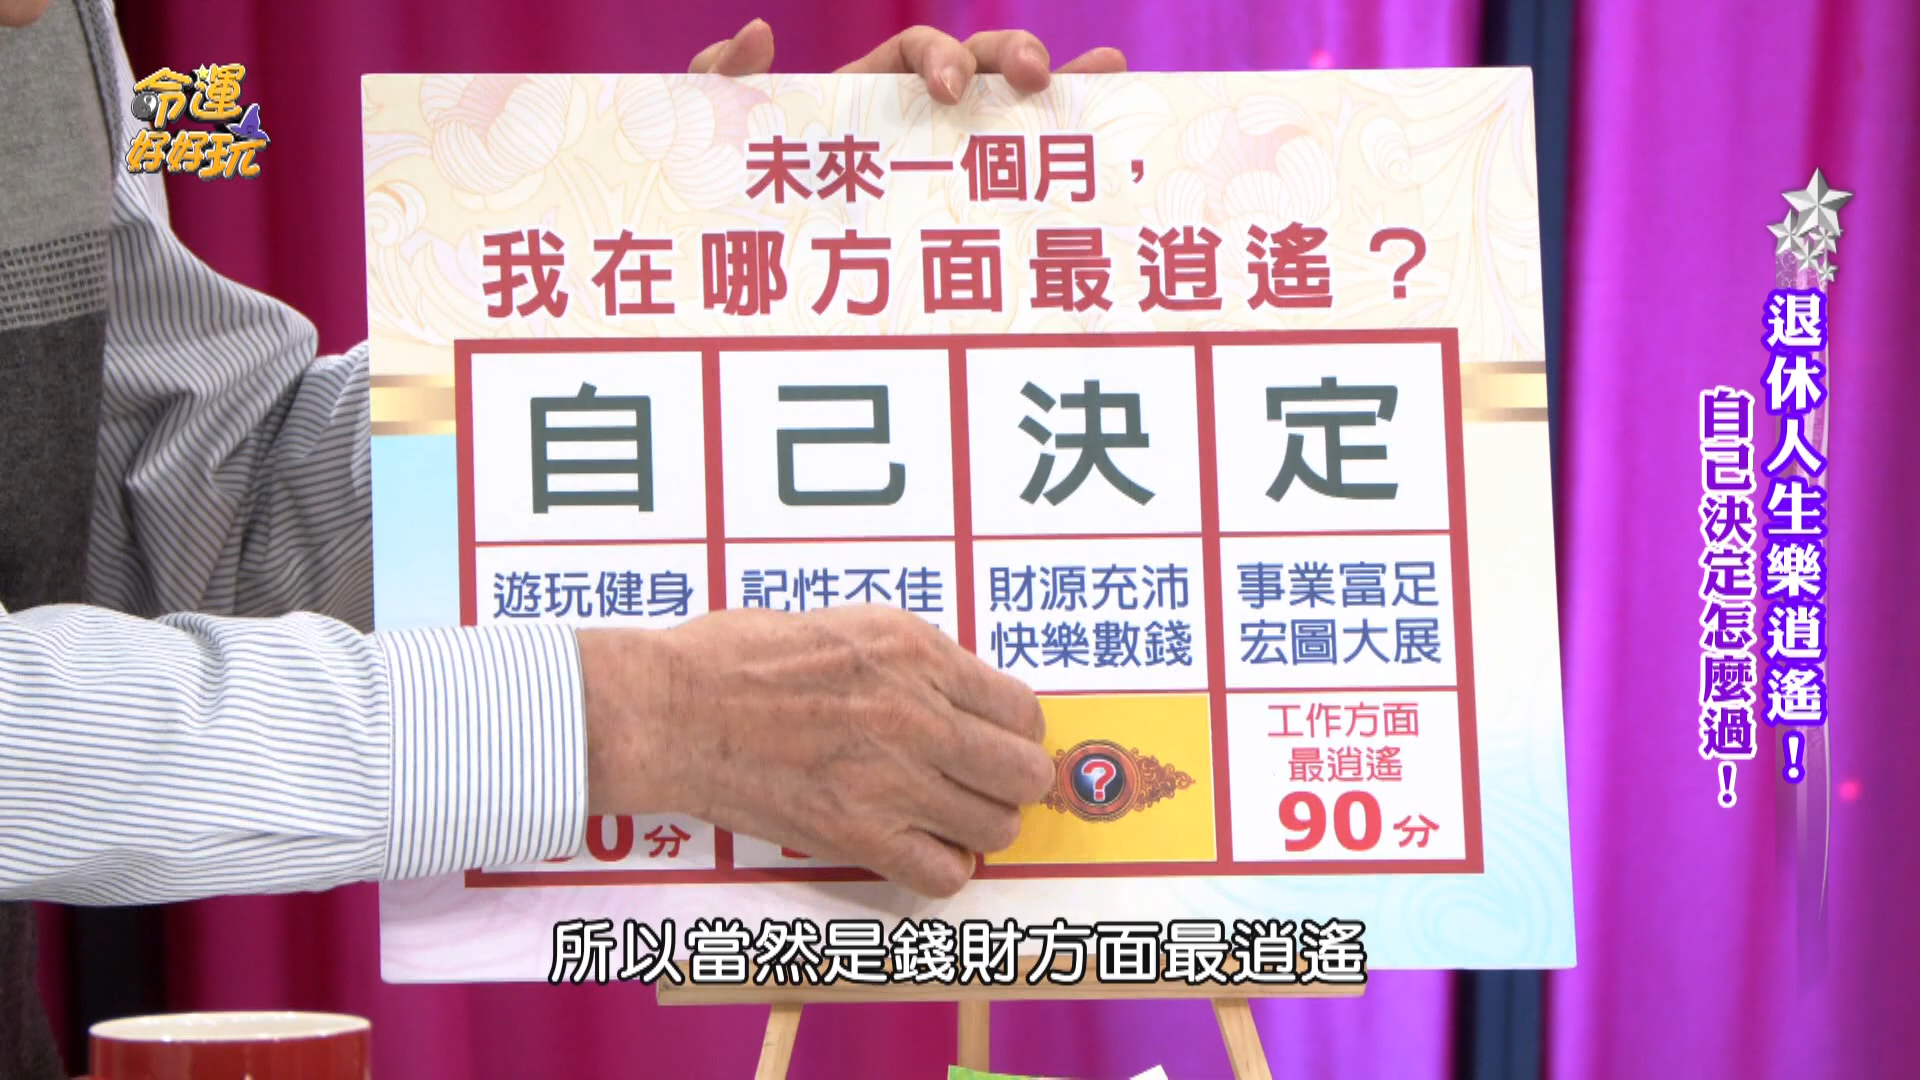 命運
好好玩
未來一個月，
我在哪方面最逍遙？
自 己 決 定
遊玩健身
記性不佳
財源充沛
快樂數錢
事業富足
宏圖大展
?
工作方面
最逍遙
90分
0分
所以當然是錢財方面最逍遙
退休人生樂逍遙！
自己決定怎麼過！